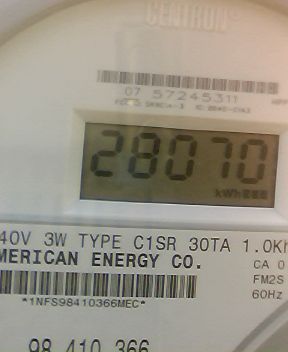 CENTRON®
07 57245311
28070
kWh
40V 3W TYPE C1SR 30TA 1.0Kh
MERICAN ENERGY CO.
CA 0
FM2S
*1NFS98410366MEC*
60Hz
98 410 366